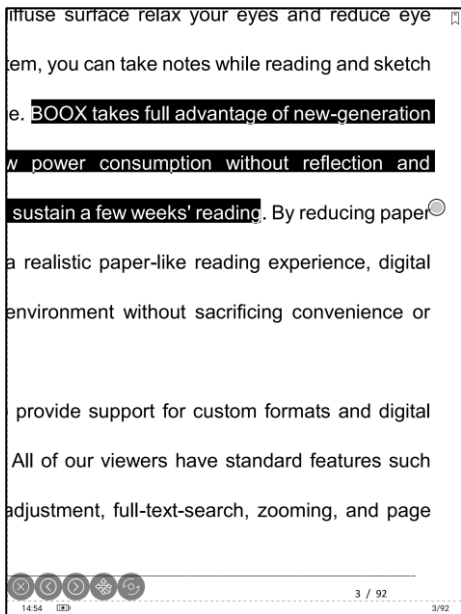 iffuse surface relax your eyes and reduce eye
tem, you can take notes while reading and sketch
e. BOOX takes full advantage of new-generation
w power consumption without reflection and
sustain a few weeks' reading. By reducing paper
a realistic paper-like reading experience, digital
environment without sacrificing convenience or
provide support for custom formats and digital
All of our viewers have standard features such
adjustment, full-text-search, zooming, and page
3 / 92
14:54
3/92